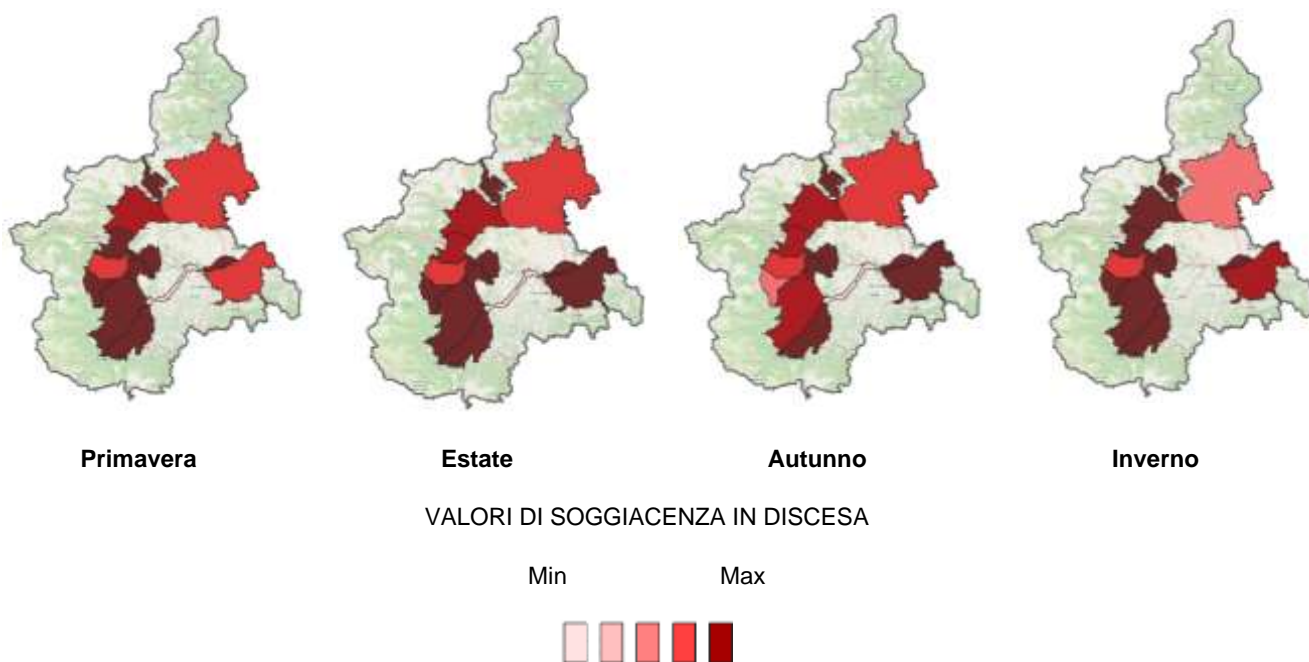 Primavera Estate Autunno Inverno
VALORI DI SOGGIACENZA IN DISCESA
Min Max